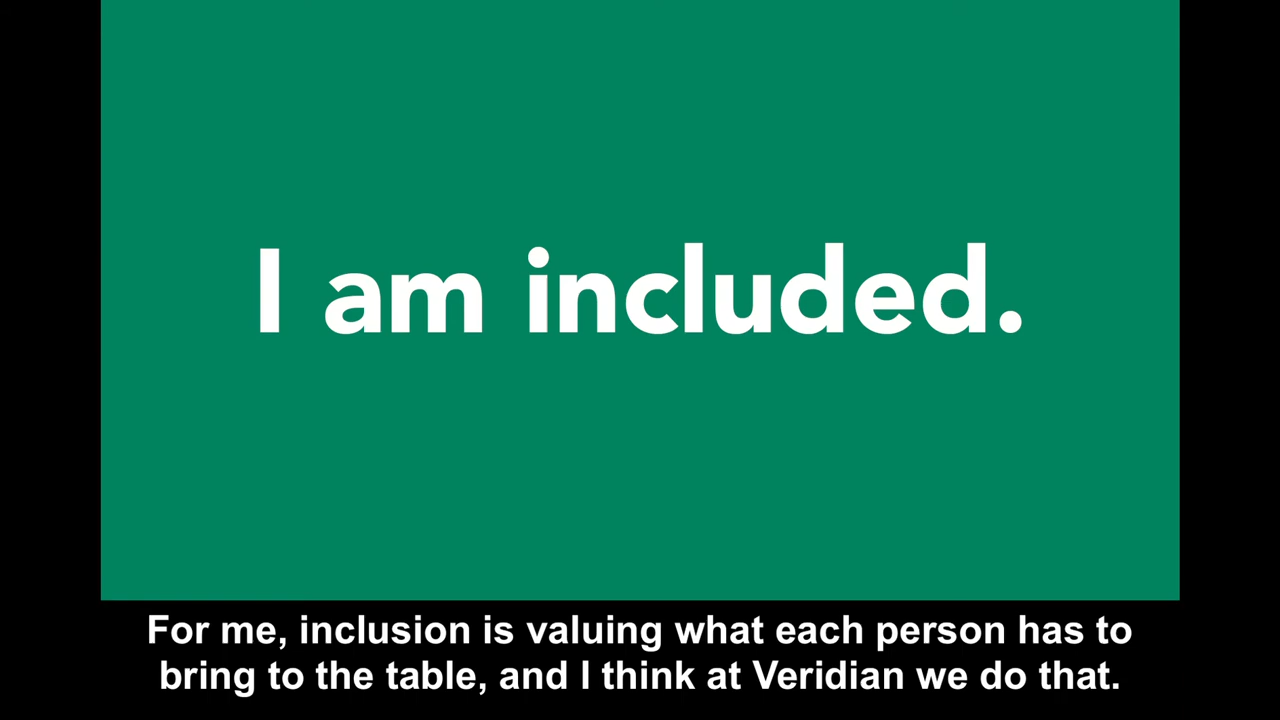 I am included.
For me, inclusion is valuing what each person has to
bring to the table, and I think at Veridian we do that.